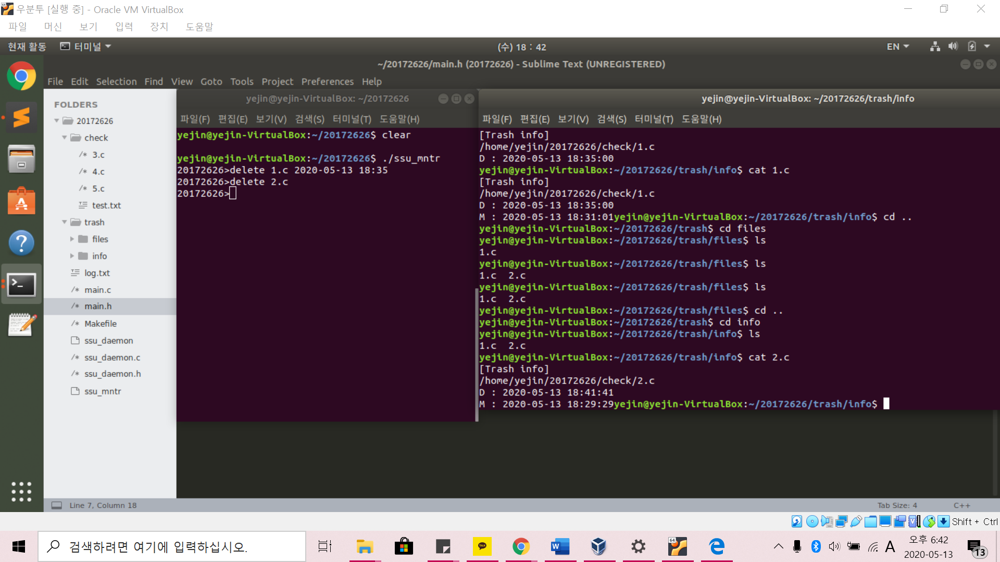 우분투 [실행 중] - Oracle VM VirtualBox
파일 머신 보기 입력 장치 도움말
현재 활동 터미널 (수) 18 : 42 EN
~/20172626/main.h (20172626) - Sublime Text (UNREGISTERED)
File Edit Selection Find View Goto Tools Project Preferences Help
FOLDERS
20172626
check
/* 3.c
/* 4.c
/* 5.c
test.txt
trash
files
info
log.txt
/* main.c
/* main.h
/* Makefile
ssu_daemon
/* ssu_daemon.c
/* ssu_daemon.h
ssu_mntr
yejin@yejin-VirtualBox: ~/20172626
파일(F) 편집(E) 보기(V) 검색(S) 터미널(T) 도움말(H)
yejin@yejin-VirtualBox:~/20172626$ clear
yejin@yejin-VirtualBox:~/20172626$ ./ssu_mntr
20172626>delete 1.c 2020-05-13 18:35
20172626>delete 2.c
20172626>
yejin@yejin-VirtualBox: ~/20172626/trash/info
파일(F) 편집(E) 보기(V) 검색(S) 터미널(T) 도움말(H)
[Trash info]
/home/yejin/20172626/check/1.c
D : 2020-05-13 18:35:00
yejin@yejin-VirtualBox:~/20172626/trash/info$ cat 1.c
[Trash info]
/home/yejin/20172626/check/1.c
D : 2020-05-13 18:35:00
M : 2020-05-13 18:31:01yejin@yejin-VirtualBox:~/20172626/trash/info$ cd ..
yejin@yejin-VirtualBox:~/20172626/trash$ cd files
yejin@yejin-VirtualBox:~/20172626/trash/files$ ls
1.c
yejin@yejin-VirtualBox:~/20172626/trash/files$ ls
1.c 2.c
yejin@yejin-VirtualBox:~/20172626/trash/files$ ls
1.c 2.c
yejin@yejin-VirtualBox:~/20172626/trash/files$ cd ..
yejin@yejin-VirtualBox:~/20172626/trash$ cd info
yejin@yejin-VirtualBox:~/20172626/trash/info$ ls
1.c 2.c
yejin@yejin-VirtualBox:~/20172626/trash/info$ cat 2.c
[Trash info]
/home/yejin/20172626/check/2.c
D : 2020-05-13 18:41:41
M : 2020-05-13 18:29:29yejin@yejin-VirtualBox:~/20172626/trash/info$
Line 7, Column 18 Tab Size: 4 C++
Shift + Ctrl
검색하려면 여기에 입력하십시오.
TALK
W
64
A
오후 6:42
2020-05-13
13